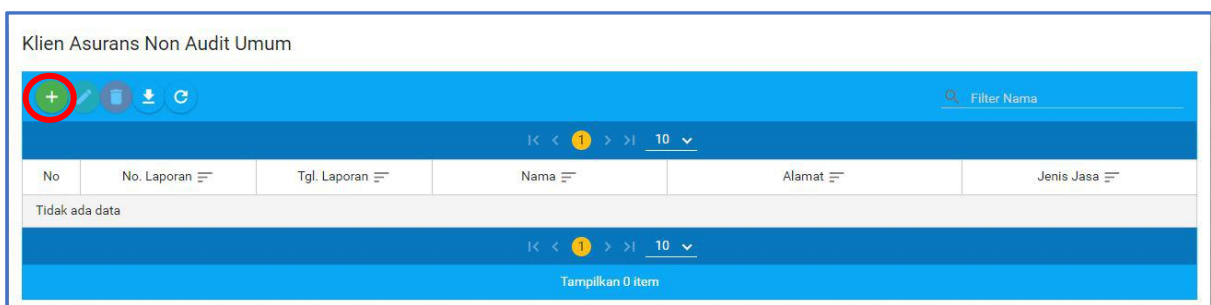 Klien Asurans Non Audit Umum
Filter Nama
1 10
No No. Laporan Tgl. Laporan Nama Alamat Jenis Jasa
Tidak ada data
1 10
Tampilkan 0 item